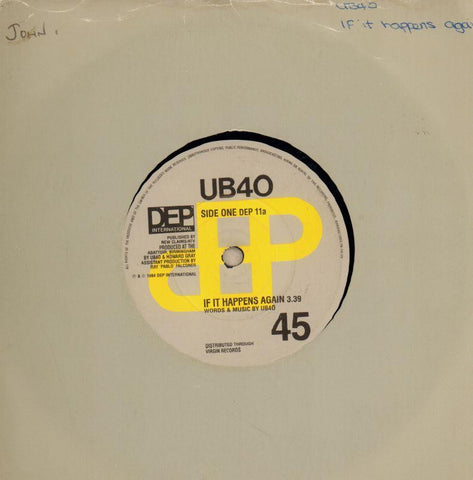 JOHN.
UB40
If it happens aga
UB40
DEP
INTERNATIONAL
SIDE ONE DEP 11a
PUBLISHED BY
NEW CLAIMS/ATV
PRODUCED AT THE
ABATTOIR, BIRMINGHAM
BY UB40 & HOWARD GRAY
ASSISTANT PRODUCTION BY
RAY 'PABLO' FALCONER
℗ & © 1984 DEP INTERNATIONAL
DEP
IF IT HAPPENS AGAIN 3.39
WORDS & MUSIC BY UB40
45
DISTRIBUTED THROUGH
VIRGIN RECORDS